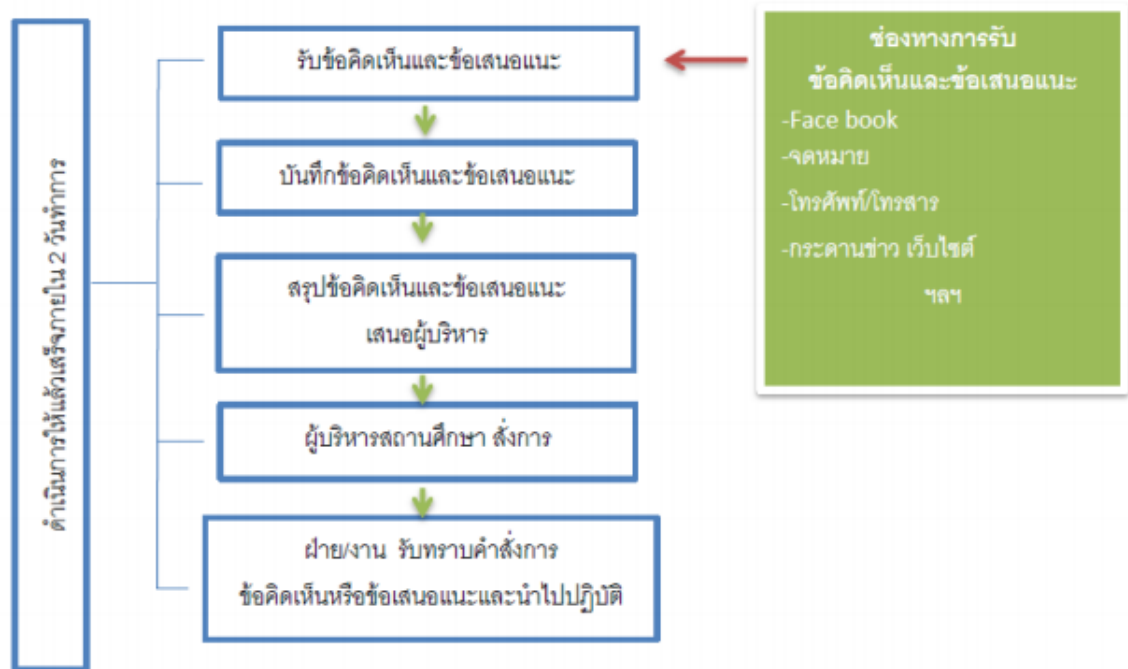 ดำเนินการให้แล้วเสร็จภายใน 2 วันทำการ
รับข้อคิดเห็นและข้อเสนอแนะ
บันทึกข้อคิดเห็นและข้อเสนอแนะ
สรุปข้อคิดเห็นและข้อเสนอแนะ
เสนอผู้บริหาร
ผู้บริหารสถานศึกษา สั่งการ
ฝ่าย/งาน รับทราบคำสั่งการ
ข้อคิดเห็นหรือข้อเสนอแนะและนำไปปฏิบัติ
ช่องทางการรับ
ข้อคิดเห็นและข้อเสนอแนะ
-Face book
-จดหมาย
-โทรศัพท์/โทรสาร
-กระดานข่าว เว็บไซต์
ฯลฯ